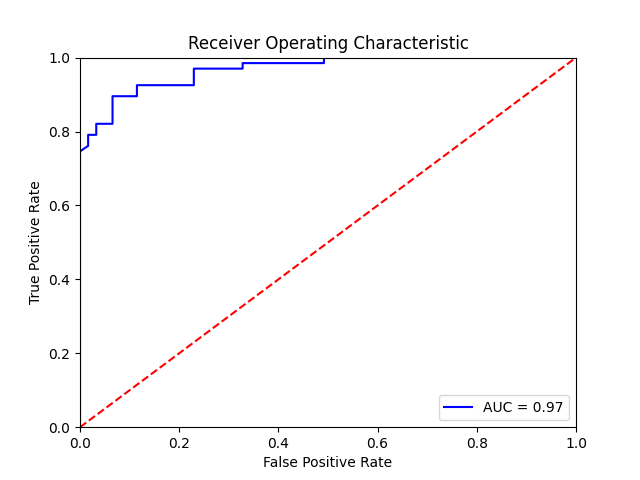 Receiver Operating Characteristic
True Positive Rate
1.0
0.8
0.6
0.4
0.2
0.0
AUC = 0.97
0.0 0.2 0.4 0.6 0.8 1.0
False Positive Rate